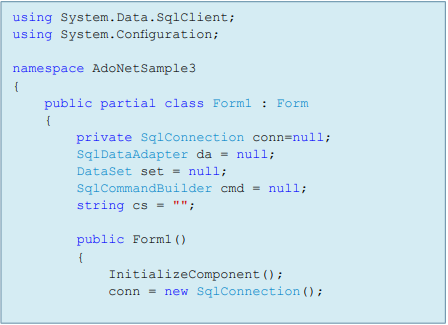 using System.Data.SqlClient;
using System.Configuration;
namespace AdoNetSample3
{
public partial class Form1 : Form
{
private SqlConnection conn=null;
SqlDataAdapter da = null;
DataSet set = null;
SqlCommandBuilder cmd = null;
string cs = "";
public Form1()
{
InitializeComponent();
conn = new SqlConnection();